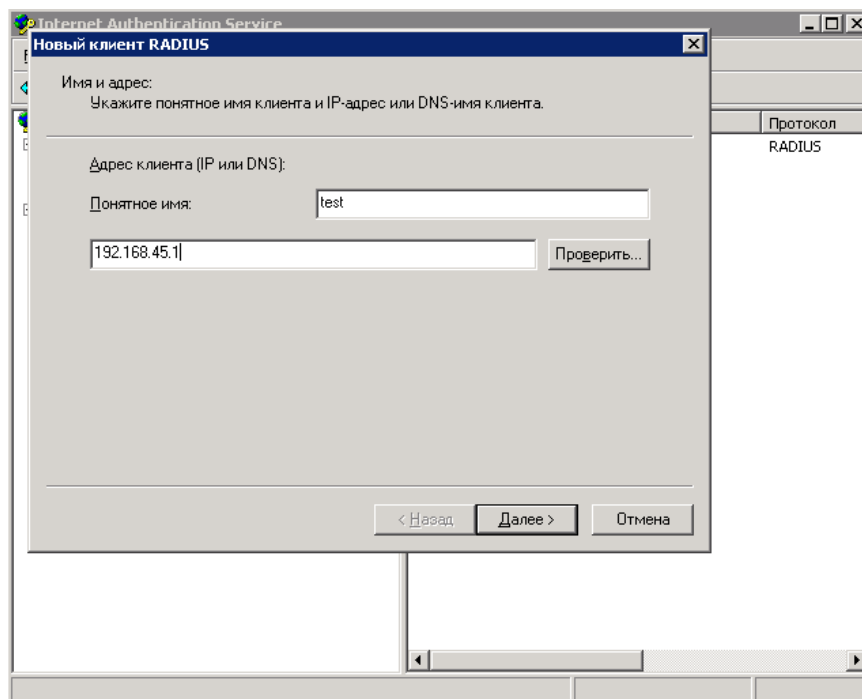 Internet Authentication Service
Новый клиент RADIUS
Имя и адрес:
Укажите понятное имя клиента и IP-адрес или DNS-имя клиента.
Протокол
RADIUS
Адрес клиента (IP или DNS):
Понятное имя:
test
192.168.45.1
Проверить...
< Назад
Далее >
Отмена